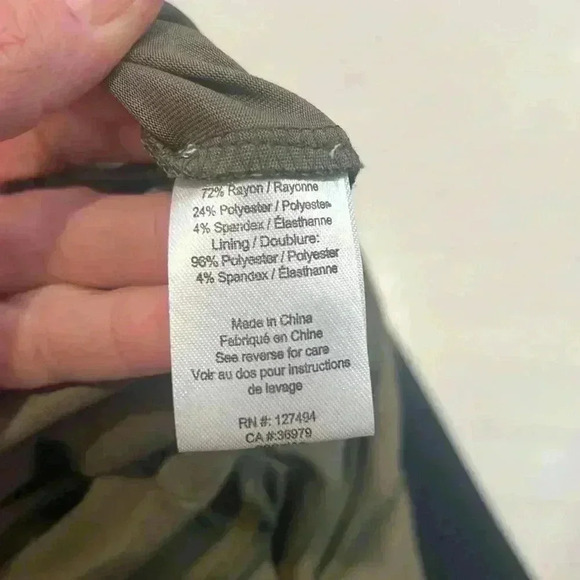 72% Rayon / Rayonne
24% Polyester / Polyester
4% Spandex / Élasthanne
Lining / Doublure:
96% Polyester / Polyester
4% Spandex / Élasthanne
Made in China
Fabriqué en Chine
See reverse for care
Voir au dos pour instructions
de lavage
RN #: 127494
CA #:36979